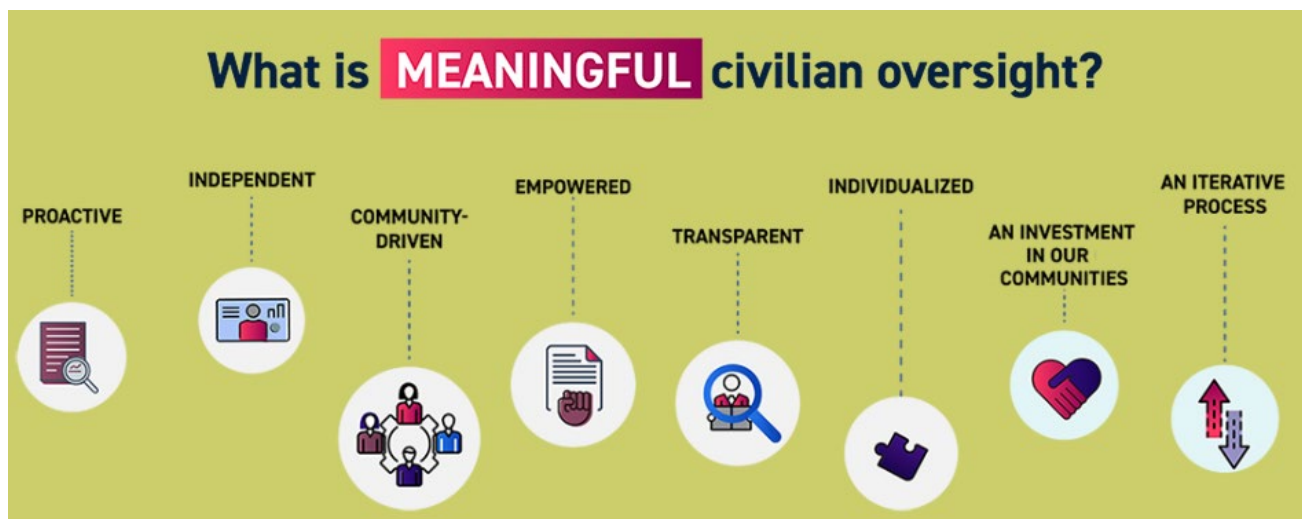 What is MEANINGFUL civilian oversight?
PROACTIVE
INDEPENDENT
COMMUNITY-
DRIVEN
EMPOWERED
TRANSPARENT
INDIVIDUALIZED
AN INVESTMENT
IN OUR
COMMUNITIES
AN ITERATIVE
PROCESS